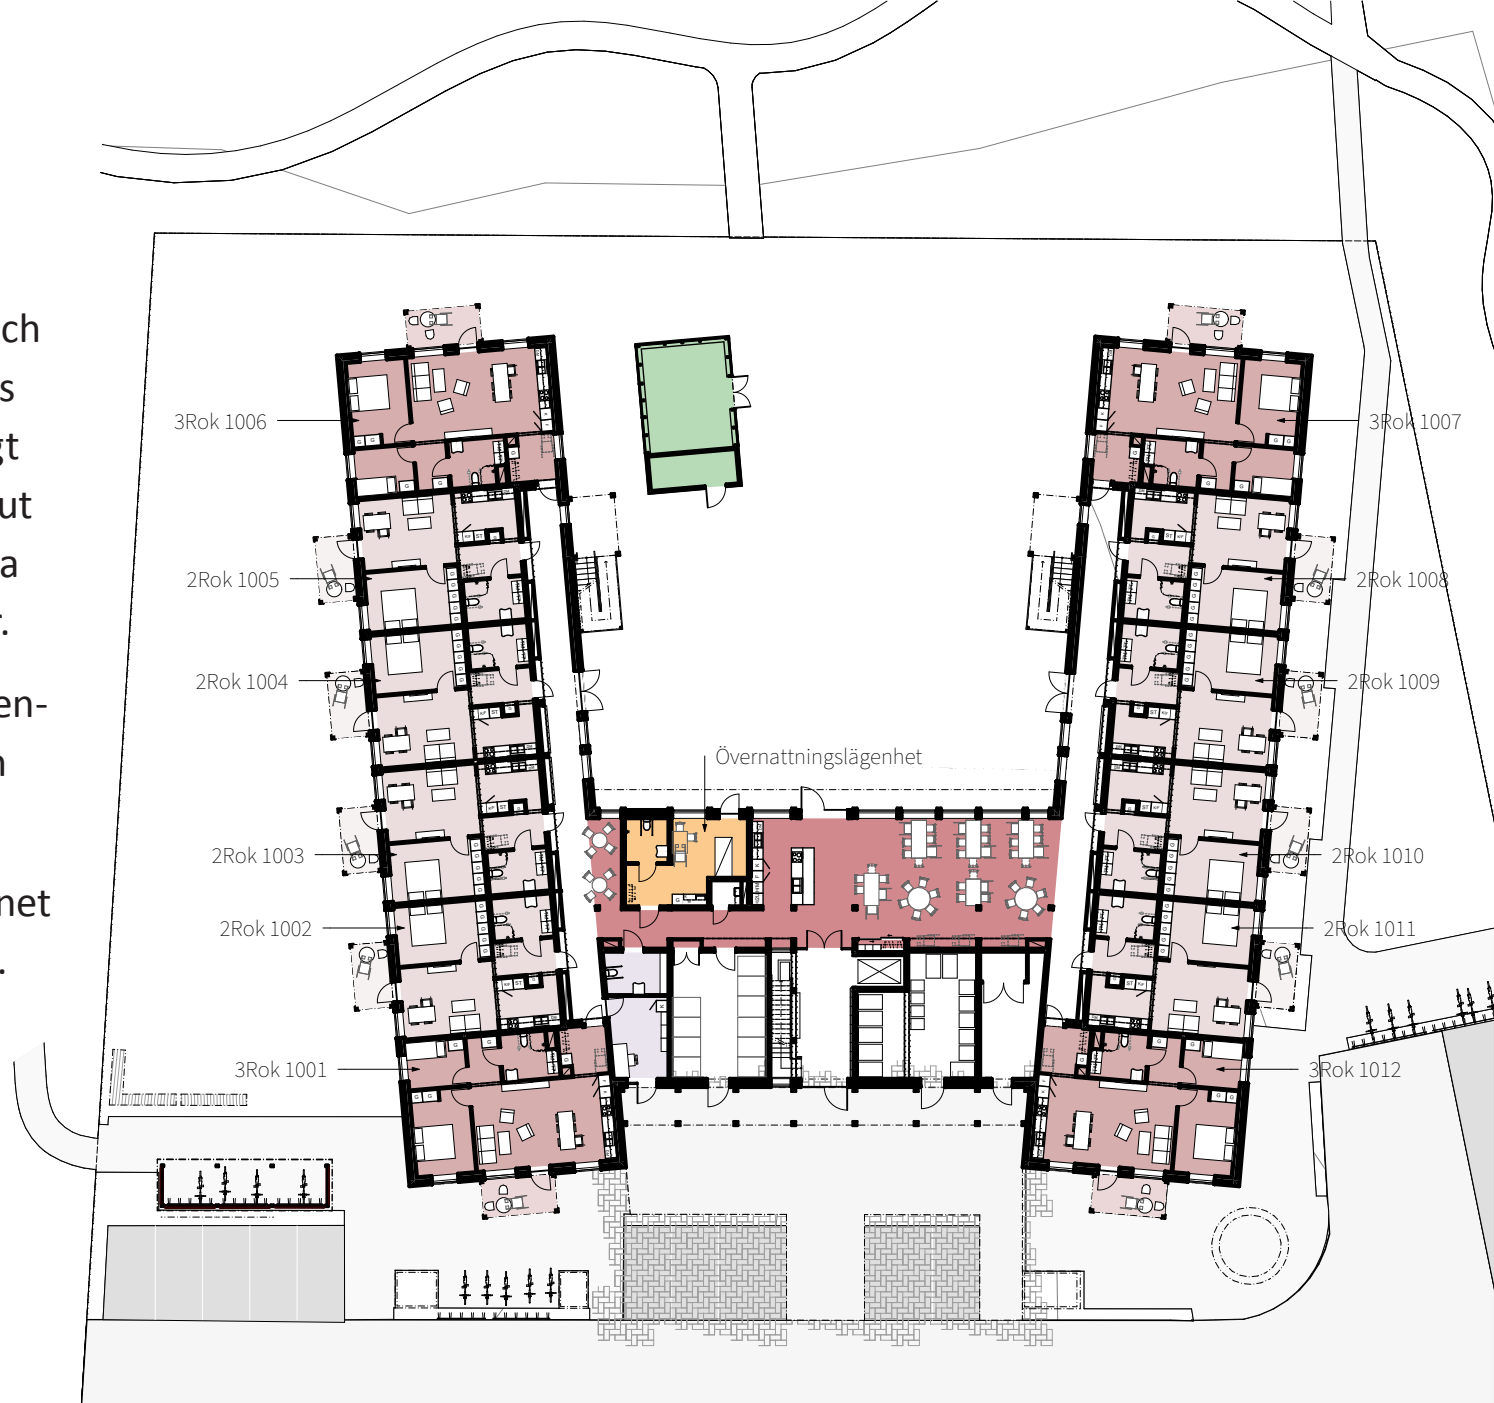 ch
s
gt
ut
a
r.
en-
n
net
.
3Rok 1006
2Rok 1005
2Rok 1004
2Rok 1003
2Rok 1002
3Rok 1001
Övernattningslägenhet
3Rok 1007
2Rok 1008
2Rok 1009
2Rok 1010
2Rok 1011
3Rok 1012